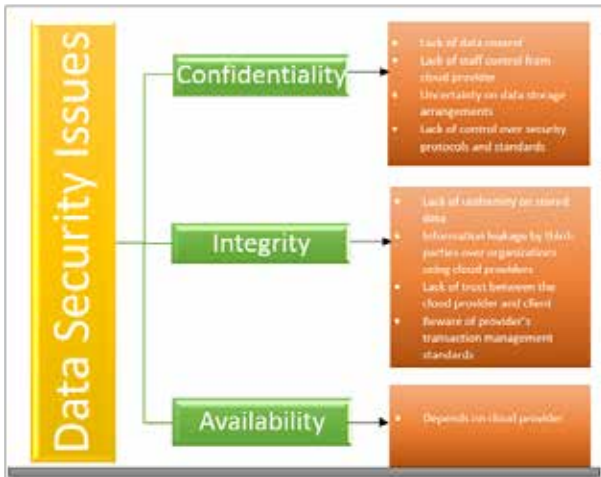 Data Security Issues
Confidentiality
Lack of data control
Lack of staff control from
cloud provider
Uncertainty on data storage
arrangements
Lack of control over security
protocols and standards
Integrity
Lack of uniformity on stored
data
Information leakage by third-
parties over organizations
using cloud providers
Lack of trust between the
cloud provider and client
Beware of provider's
transaction management
standards
Availability
Depends on cloud provider